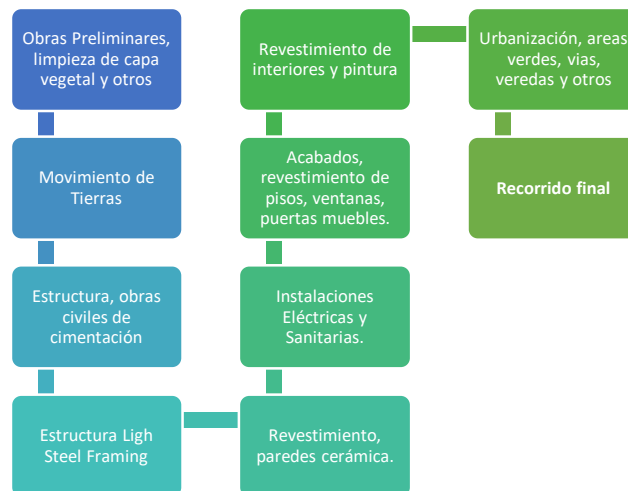 Obras Preliminares,
limpieza de capa
vegetal y otros
Movimiento de
Tierras
Estructura, obras
civiles de
cimentación
Estructura Ligh
Steel Framing
Revestimiento,
paredes cerámica.
Instalaciones
Eléctricas y
Sanitarias.
Acabados,
revestimiento de
pisos, ventanas,
puertas muebles.
Revestimiento de
interiores y pintura
Urbanización, areas
verdes, vias,
veredas y otros
Recorrido final